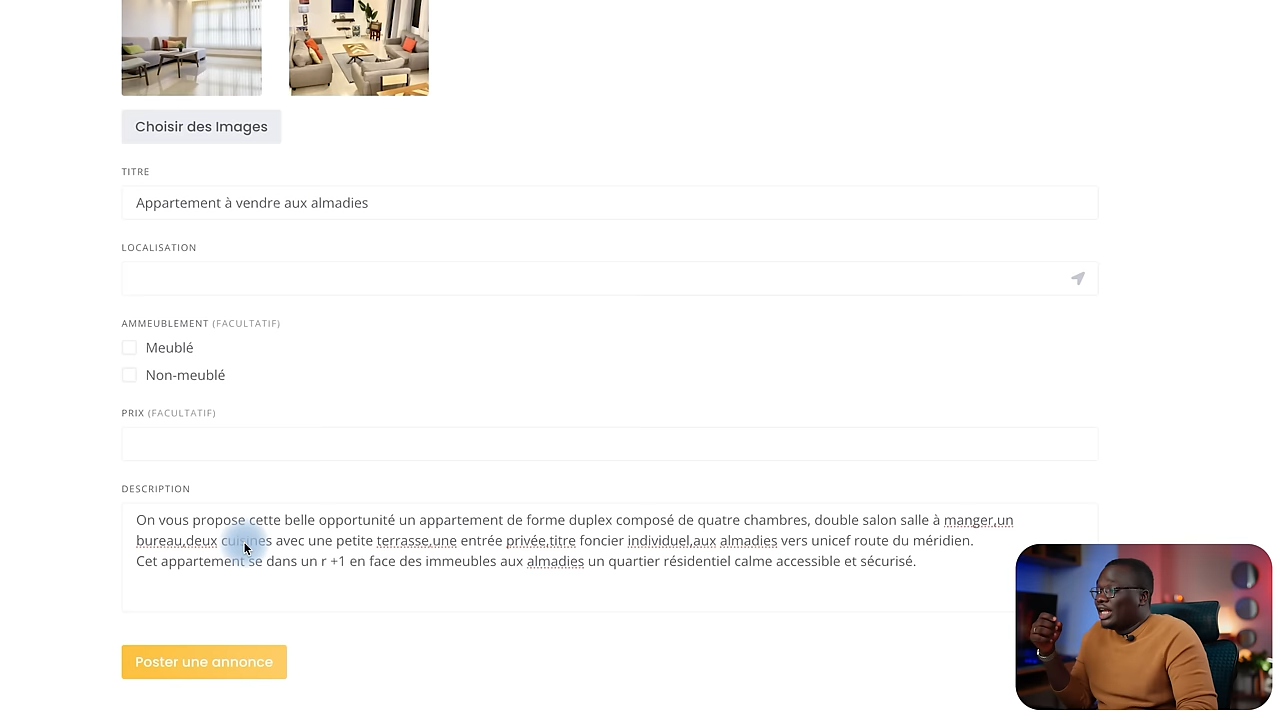 Choisir des Images
TITRE
Appartement à vendre aux almadies
LOCALISATION
AMMEUBLEMENT (FACULTATIF)
Meublé
Non-meublé
PRIX (FACULTATIF)
DESCRIPTION
On vous propose cette belle opportunité un appartement de forme duplex composé de quatre chambres, double salon salle à manger,un
bureau,deux cuisines avec une petite terrasse,une entrée privée,titre foncier individuel,aux almadies vers unicef route du méridien.
Cet appartement se dans un r +1 en face des immeubles aux almadies un quartier résidentiel calme accessible et sécurisé.
Poster une annonce